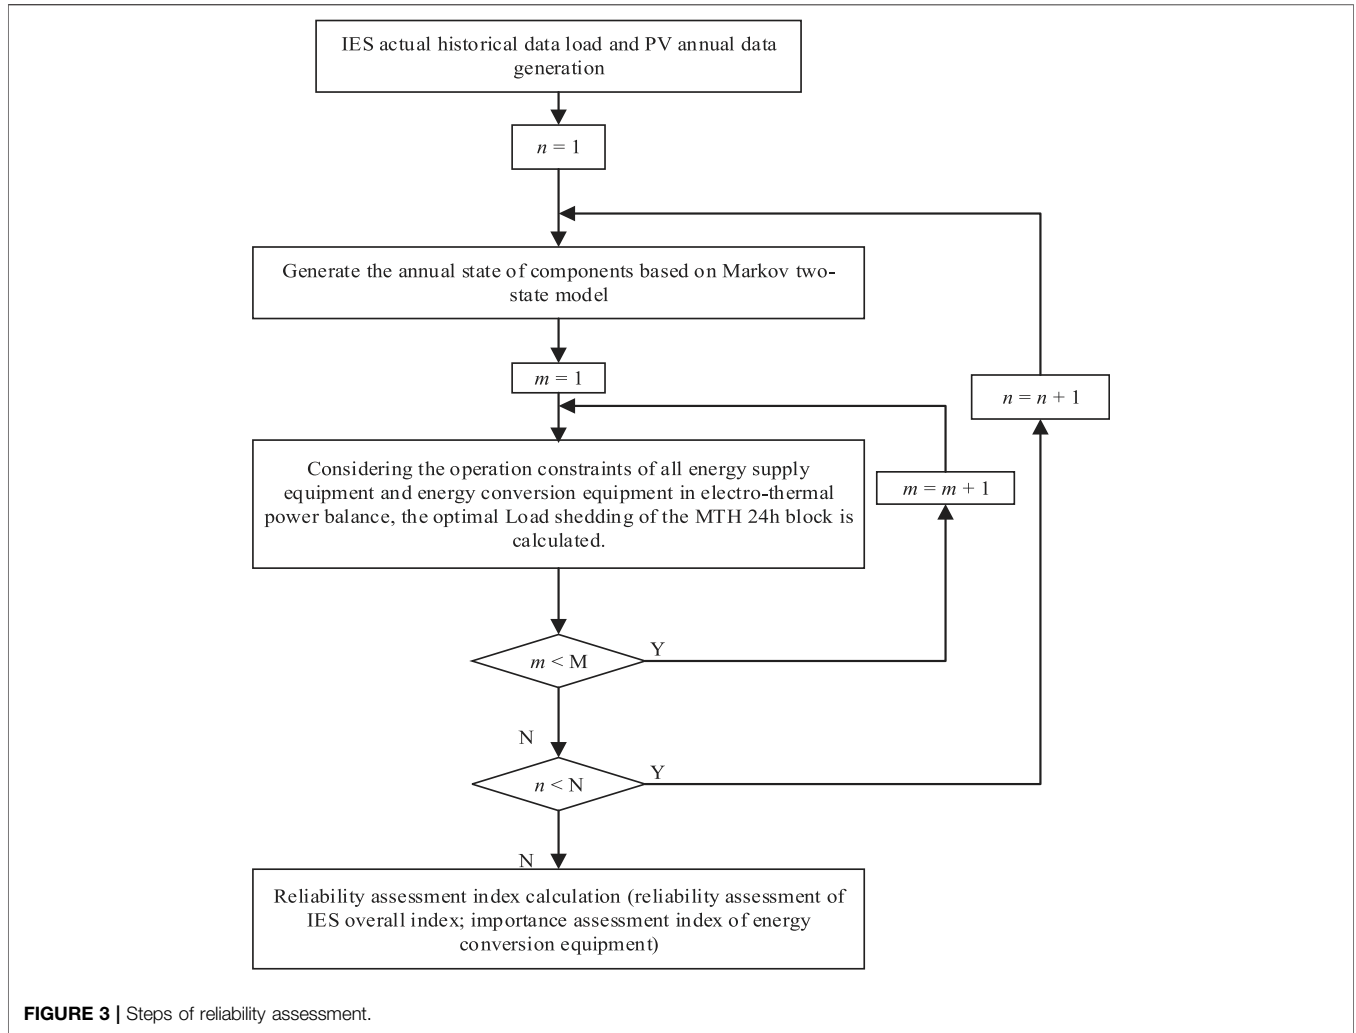 IES actual historical data load and PV annual data
generation
n = 1
Generate the annual state of components based on Markov two-
state model
m = 1
n = n + 1
Considering the operation constraints of all energy supply
equipment and energy conversion equipment in electro-thermal
power balance, the optimal Load shedding of the MTH 24h block is
calculated.
m = m + 1
m < M
Y
N
n < N
Y
N
Reliability assessment index calculation (reliability assessment of
IES overall index; importance assessment index of energy
conversion equipment)
FIGURE 3 | Steps of reliability assessment.